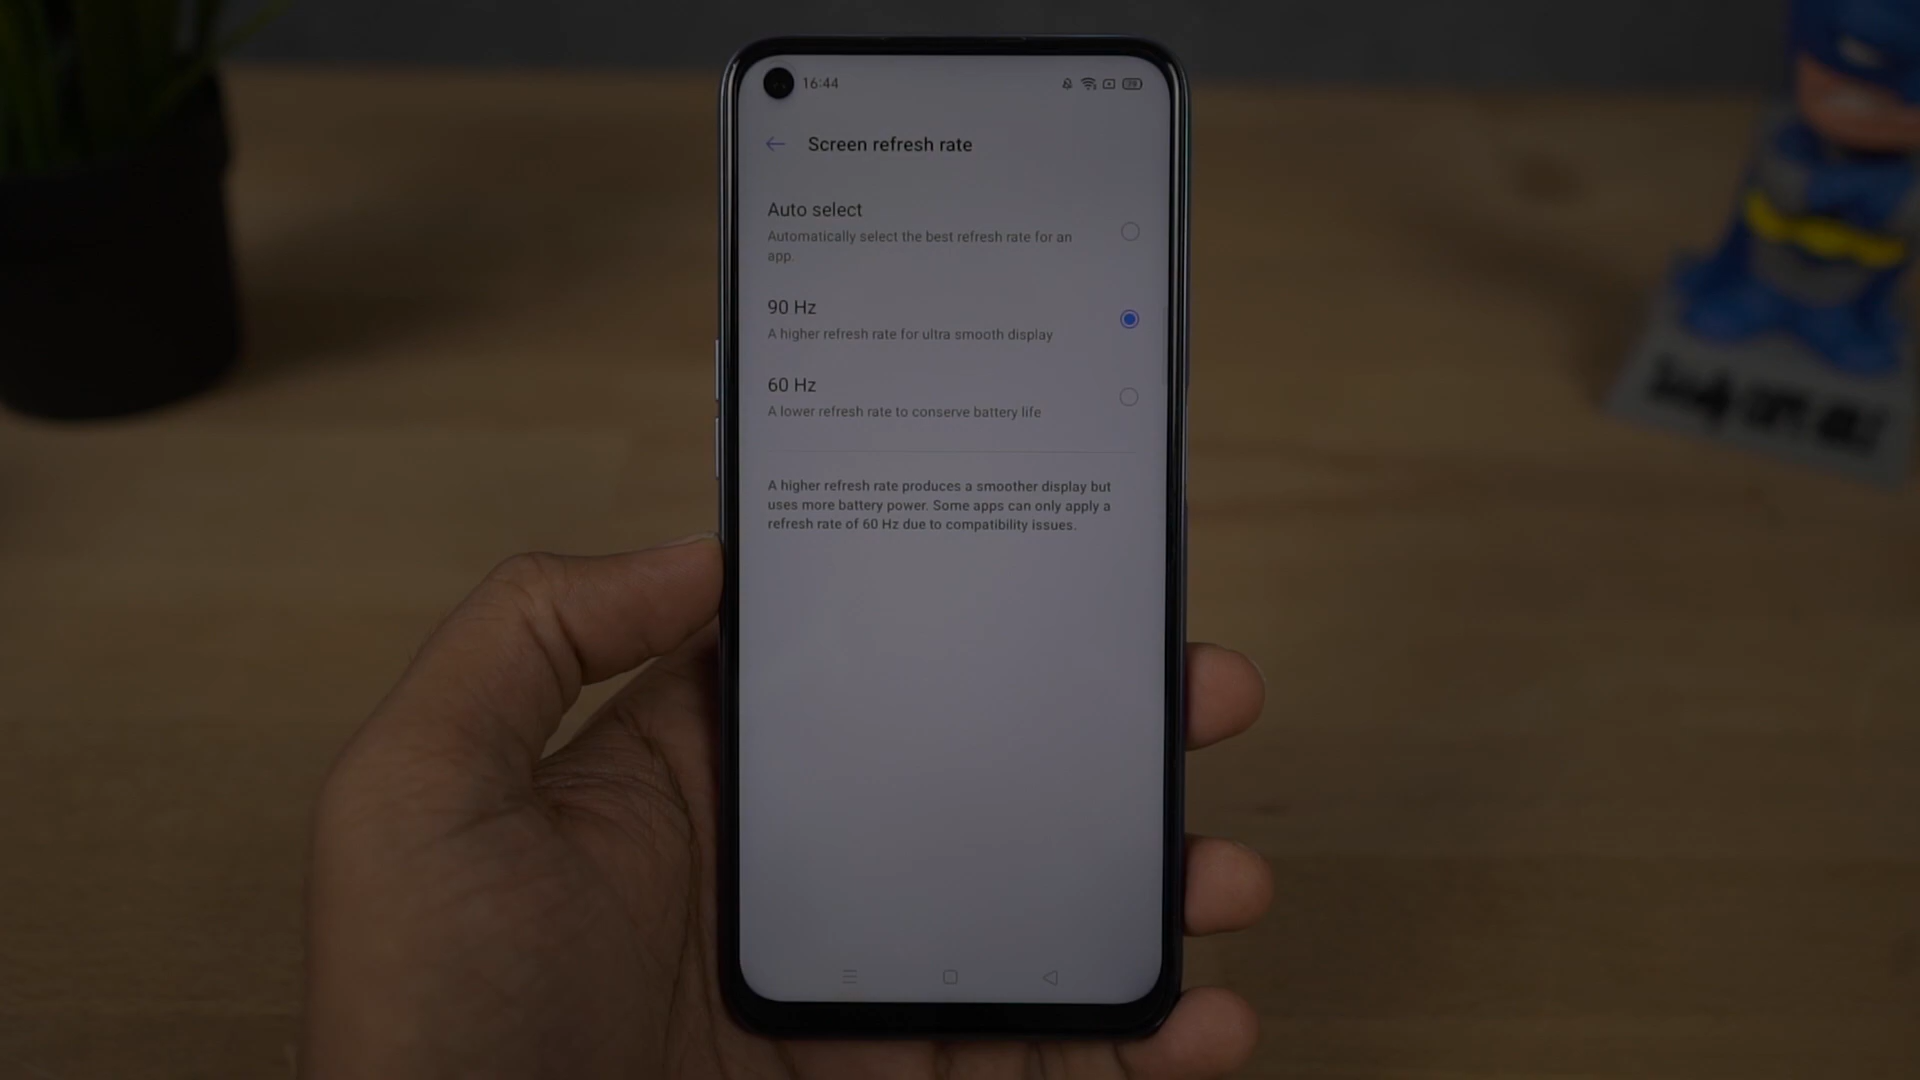 16:44
Screen refresh rate
Auto select
Automatically select the best refresh rate for an
app.
90 Hz
A higher refresh rate for ultra smooth display
60 Hz
A lower refresh rate to conserve battery life
A higher refresh rate produces a smoother display but
uses more battery power. Some apps can only apply a
refresh rate of 60 Hz due to compatibility issues.